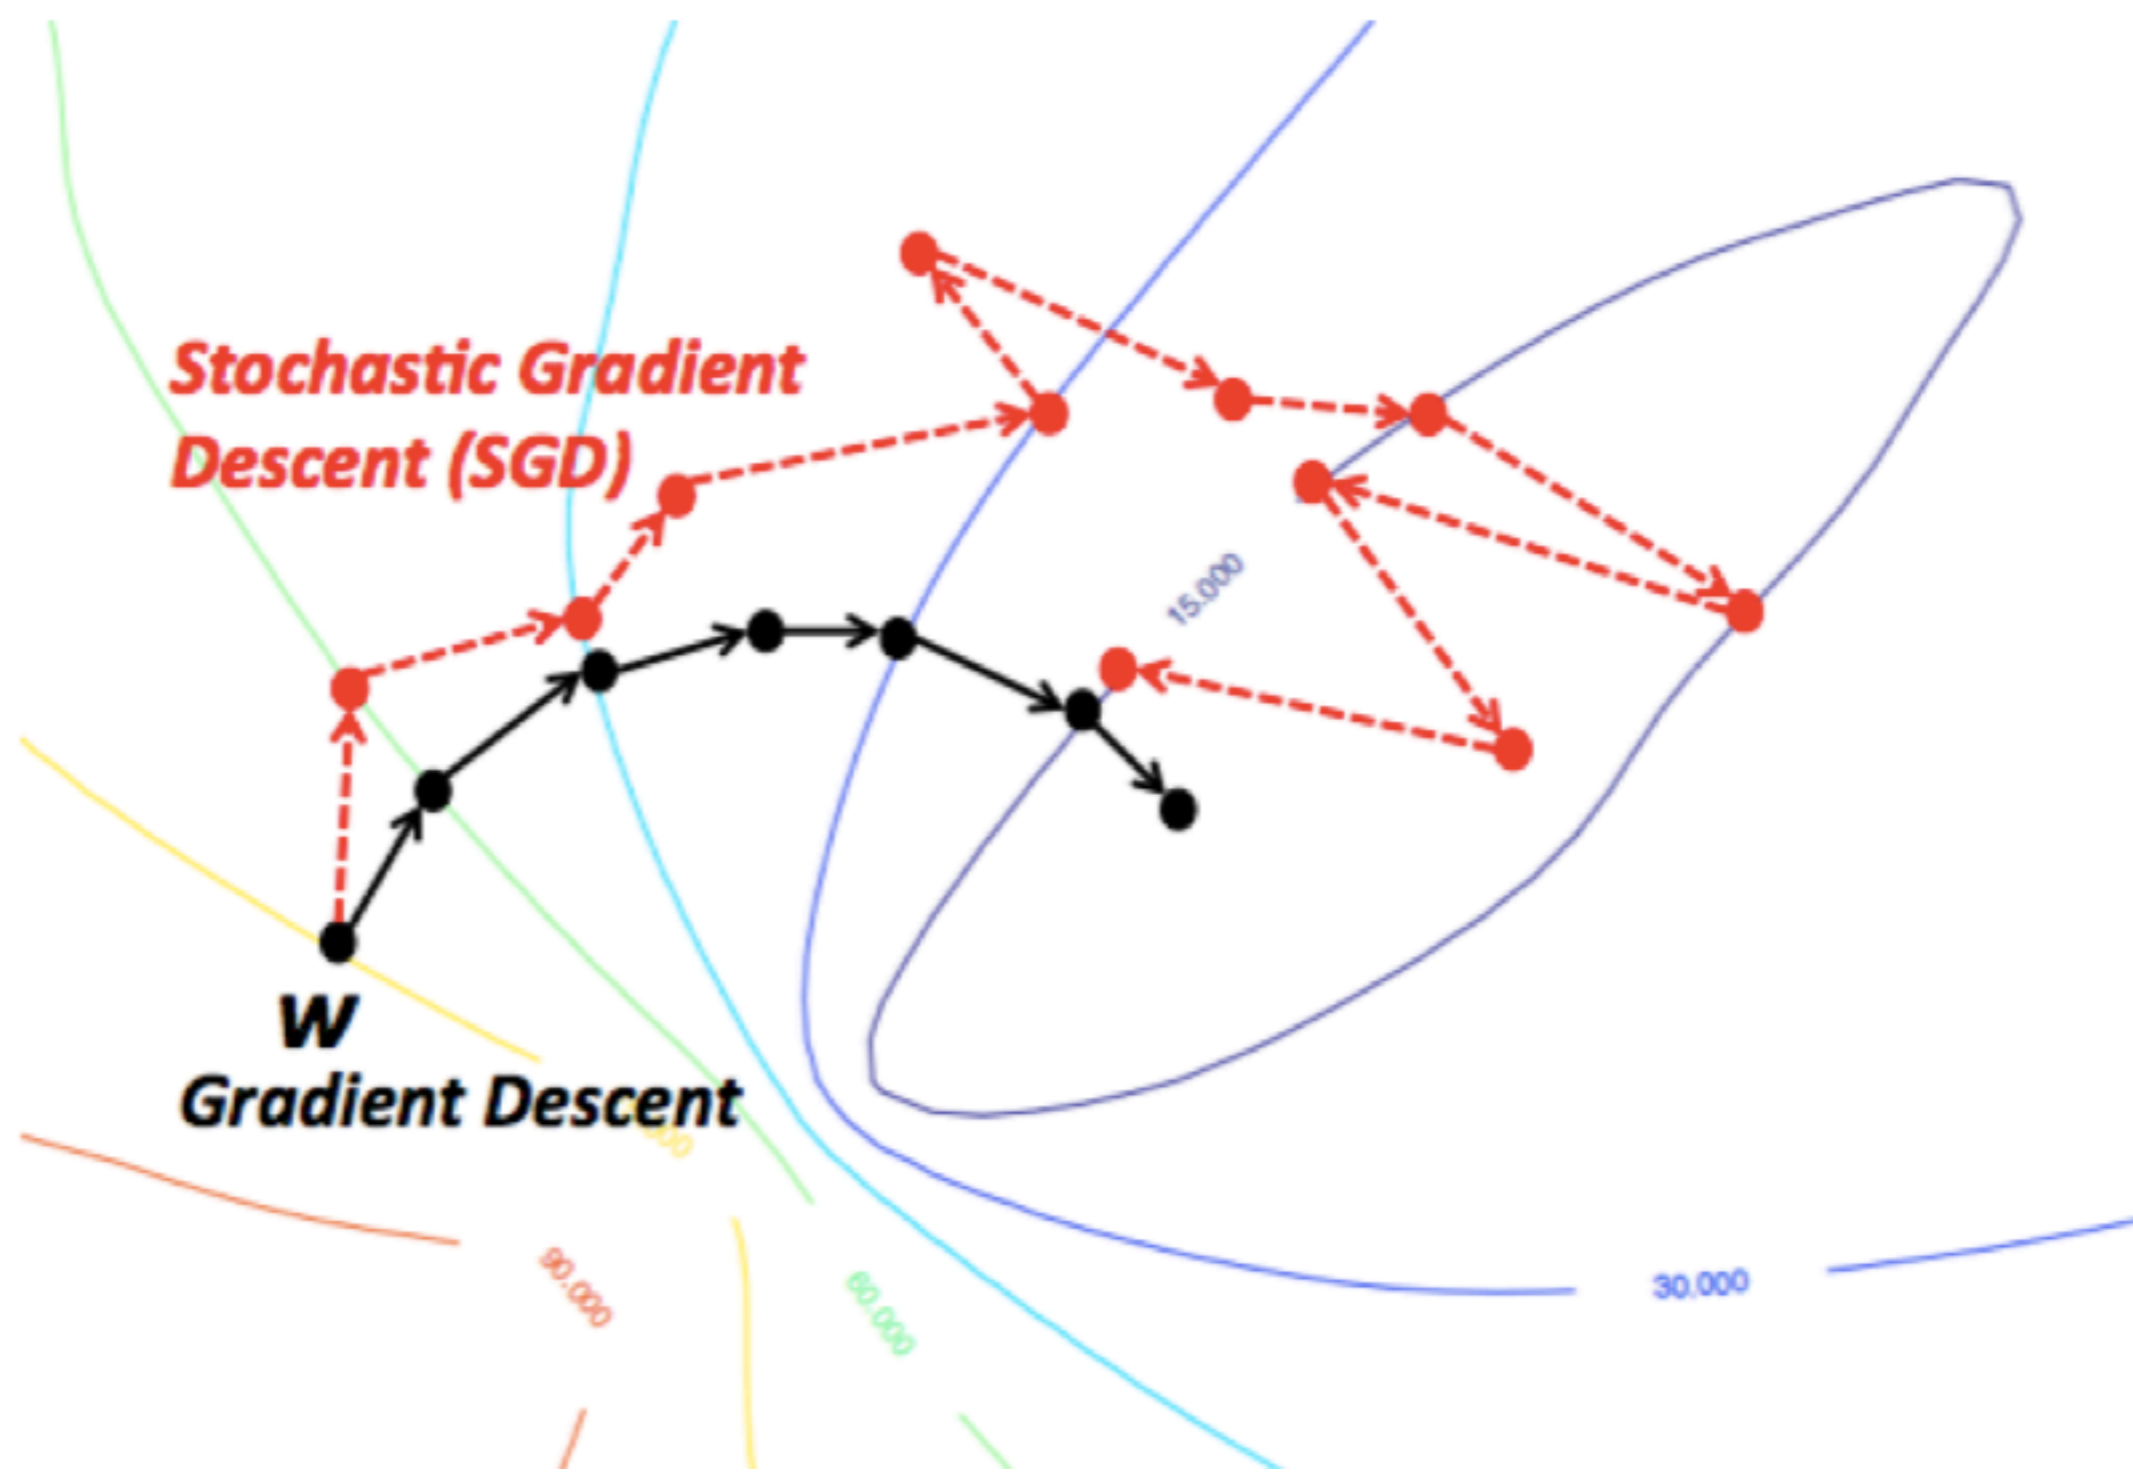 Stochastic Gradient
Descent (SGD)
15.000
W
Gradient Descent
90.000
60.000
30.000